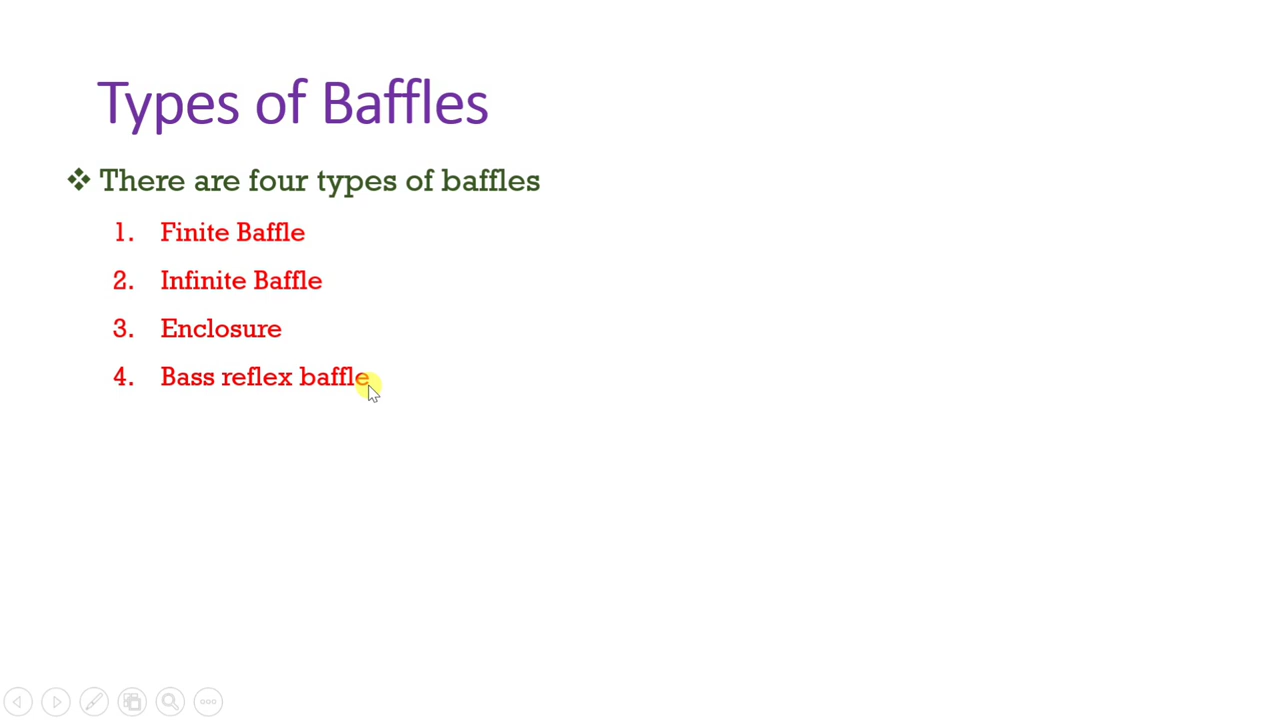 Types of Baffles
❖ There are four types of baffles
1. Finite Baffle
2. Infinite Baffle
3. Enclosure
4. Bass reflex baffle